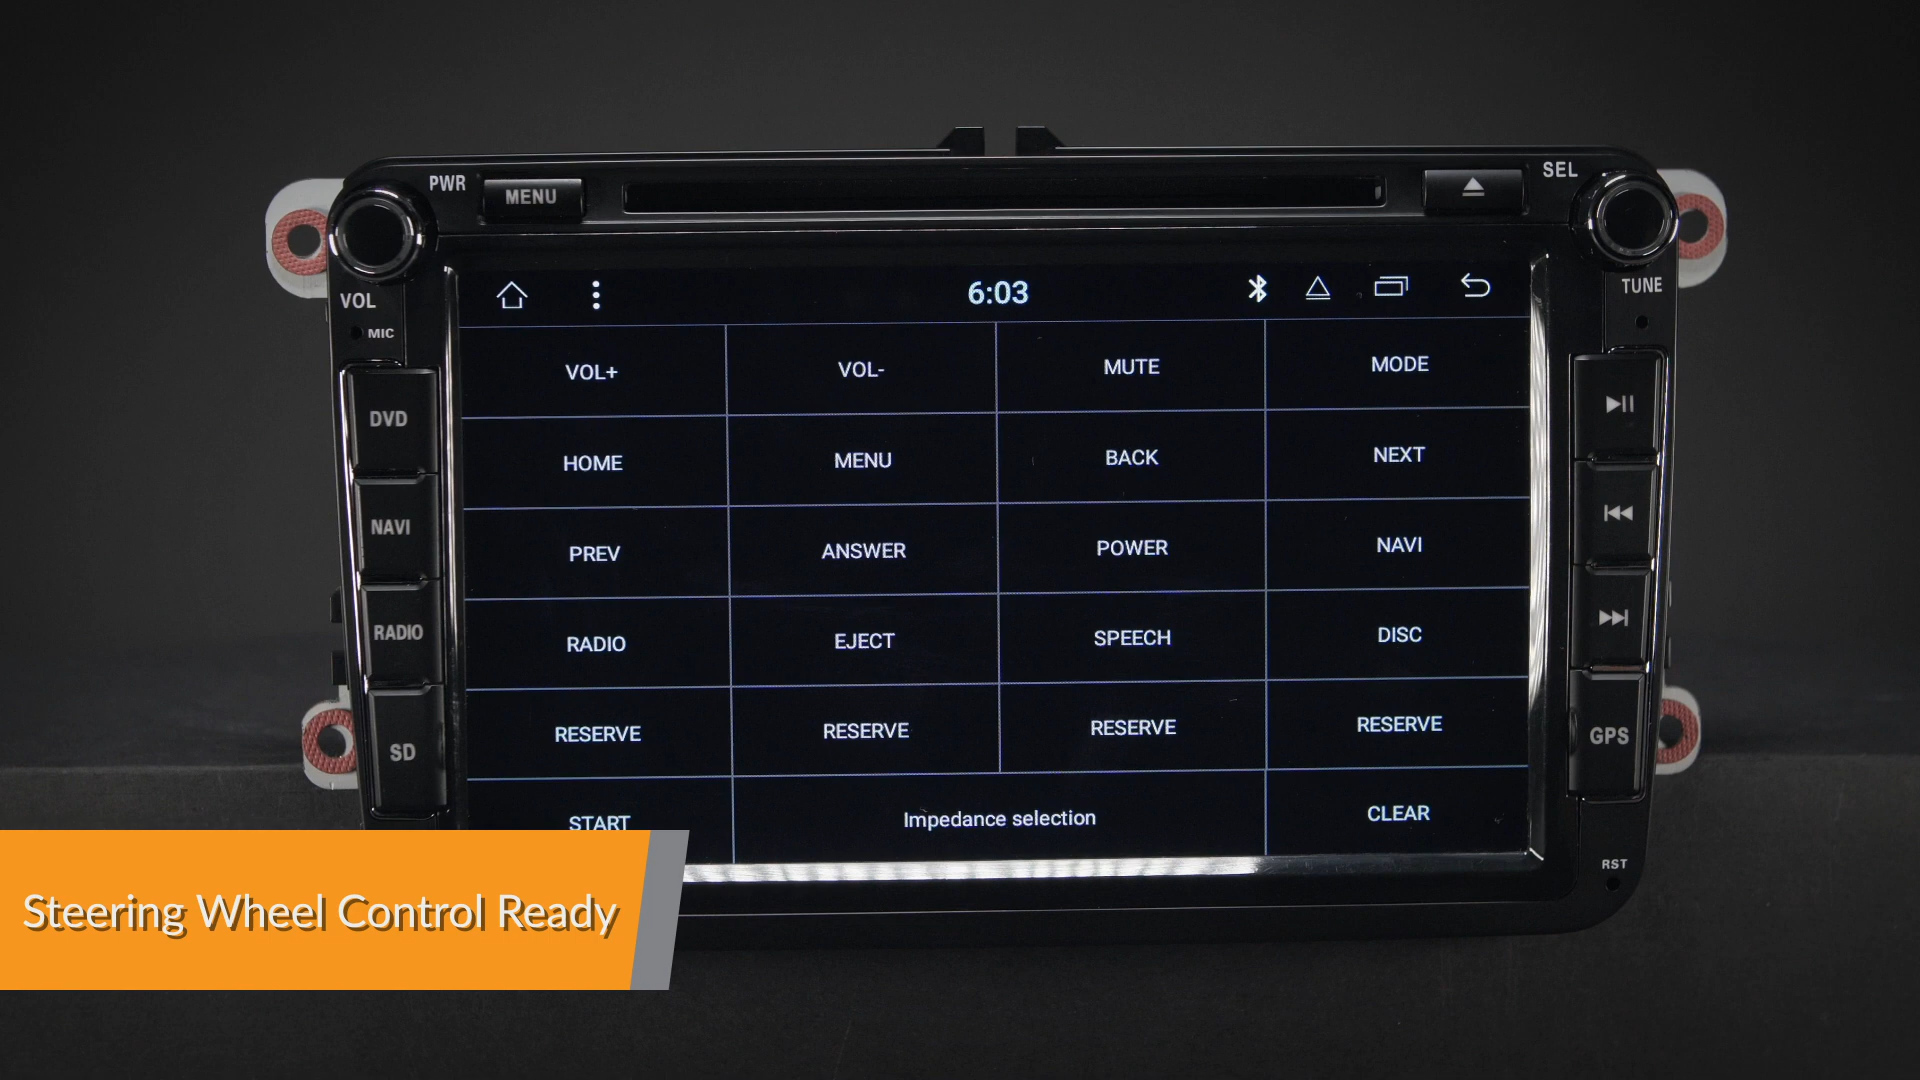 PWR
MENU
SEL
VOL
TUNE
MIC
6:03
DVD
NAVI
RADIO
SD
VOL+ VOL- MUTE MODE
HOME MENU BACK NEXT
PREV ANSWER POWER NAVI
RADIO EJECT SPEECH DISC
RESERVE RESERVE RESERVE RESERVE
START Impedance selection CLEAR
GPS
RST
Steering Wheel Control Ready